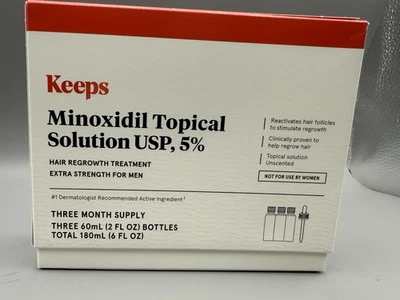 Keeps
Minoxidil Topical
Solution USP, 5%
HAIR REGROWTH TREATMENT
EXTRA STRENGTH FOR MEN
Reactivates hair follicles
to stimulate regrowth
Clinically proven to
help regrow hair
Topical solution
Unscented
NOT FOR USE BY WOMEN
#1 Dermatologist Recommended Active Ingredient†
THREE MONTH SUPPLY
THREE 60mL (2 FL OZ) BOTTLES
TOTAL 180mL (6 FL OZ)